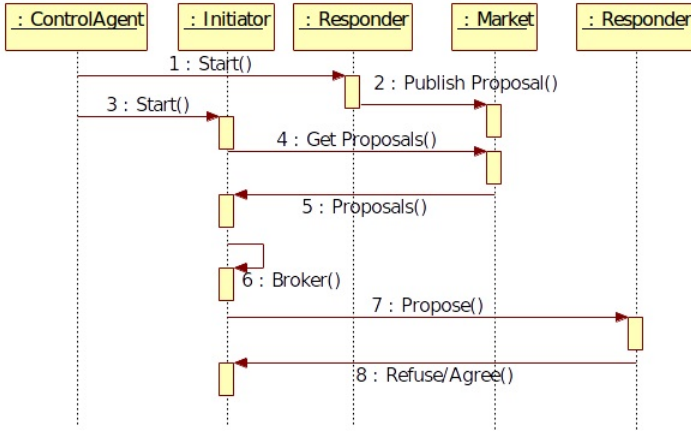 : ControlAgent
: Initiator
: Responder
: Market
: Responder
1 : Start()
2 : Publish Proposal()
3 : Start()
4 : Get Proposals()
5 : Proposals()
6 : Broker()
7 : Propose()
8 : Refuse/Agree()